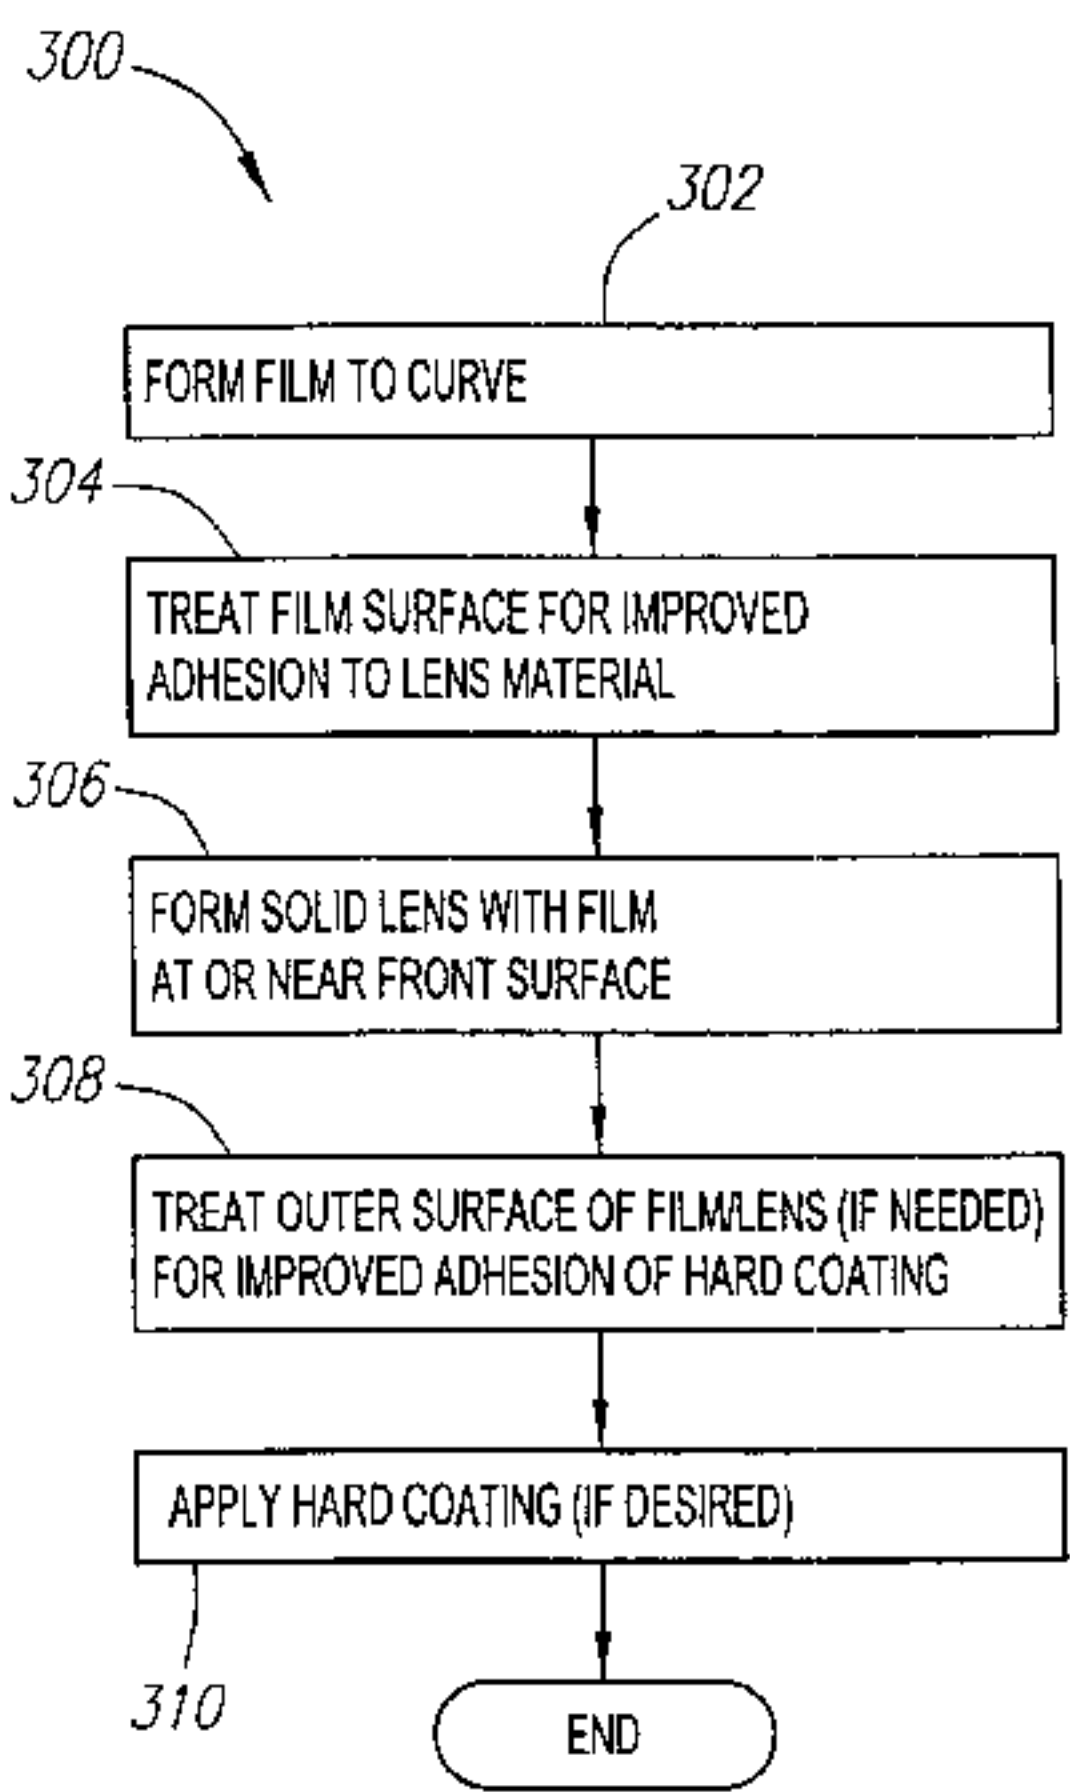 300
302
FORM FILM TO CURVE
304
TREAT FILM SURFACE FOR IMPROVED
ADHESION TO LENS MATERIAL
306
FORM SOLID LENS WITH FILM
AT OR NEAR FRONT SURFACE
308
TREAT OUTER SURFACE OF FILM/LENS (IF NEEDED)
FOR IMPROVED ADHESION OF HARD COATING
APPLY HARD COATING (IF DESIRED)
310
END